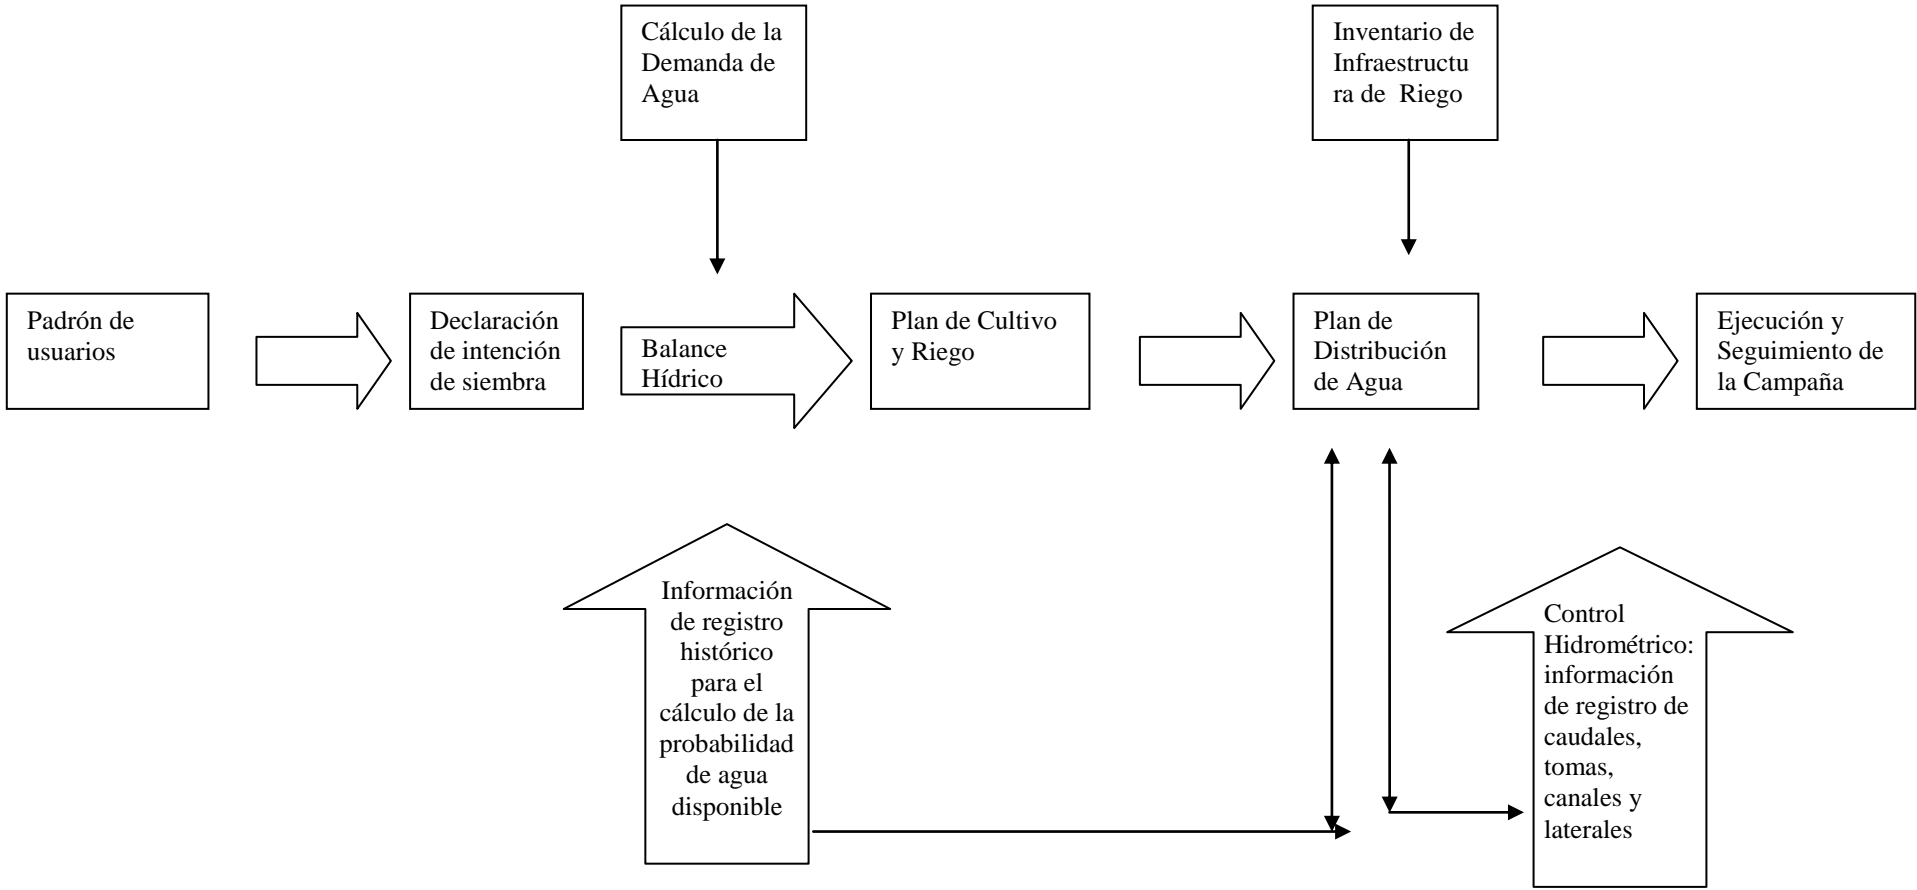 Cálculo de la
Demanda de
Agua
Inventario de
Infraestructu
ra de Riego
Padrón de
usuarios
Declaración
de intención
de siembra
Balance
Hídrico
Plan de Cultivo
y Riego
Plan de
Distribución
de Agua
Ejecución y
Seguimiento de
la Campaña
Información
de registro
histórico
para el
cálculo de la
probabilidad
de agua
disponible
Control
Hidrométrico:
información
de registro de
caudales,
tomas,
canales y
laterales